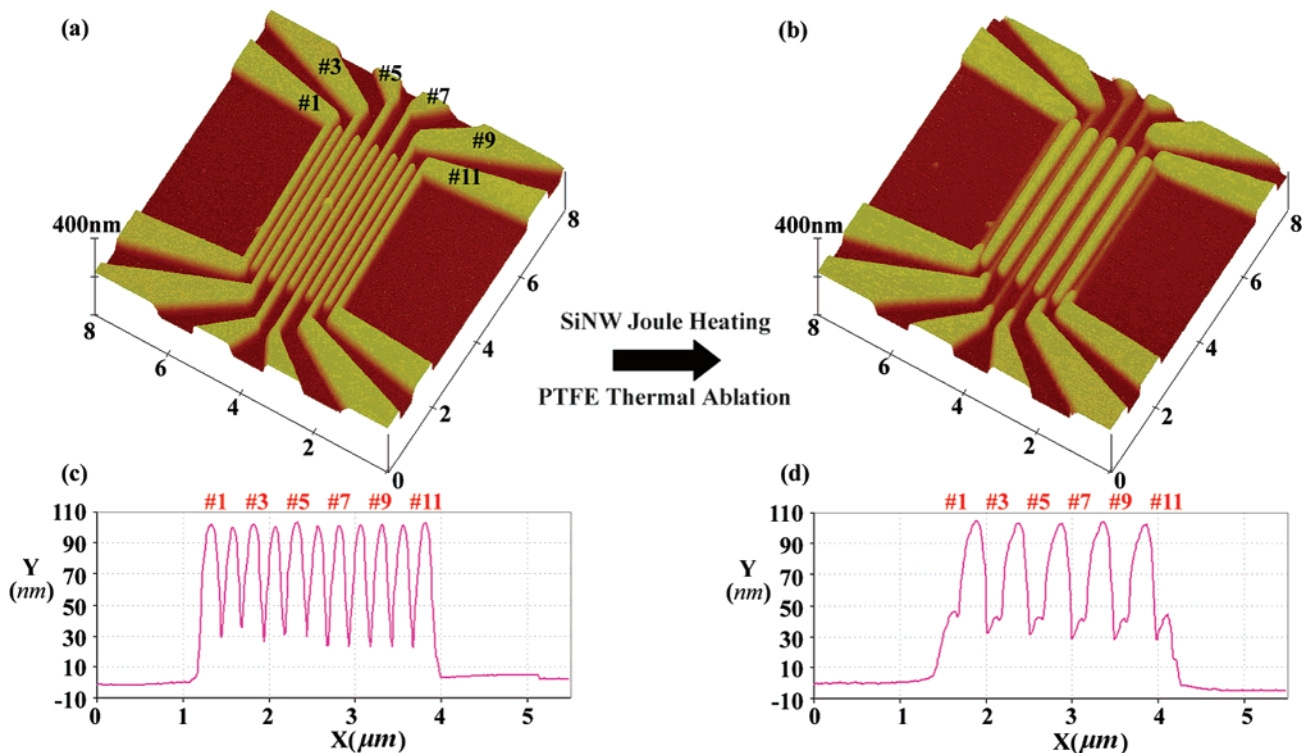 (a)
(b)
#3
#5
#7
#1
#9
#11
400nm
400nm
8
6
4
2
0
2
4
6
8
8
6
4
2
0
2
4
6
8
SiNW Joule Heating
PTFE Thermal Ablation
(c)
#1 #3 #5 #7 #9 #11
110
90
70
50
30
10
-10
Y
(nm)
0 1 2 3 4 5
X(μm)
(d)
#1 #3 #5 #7 #9 #11
110
90
70
50
30
10
-10
Y
(nm)
0 1 2 3 4 5
X(μm)